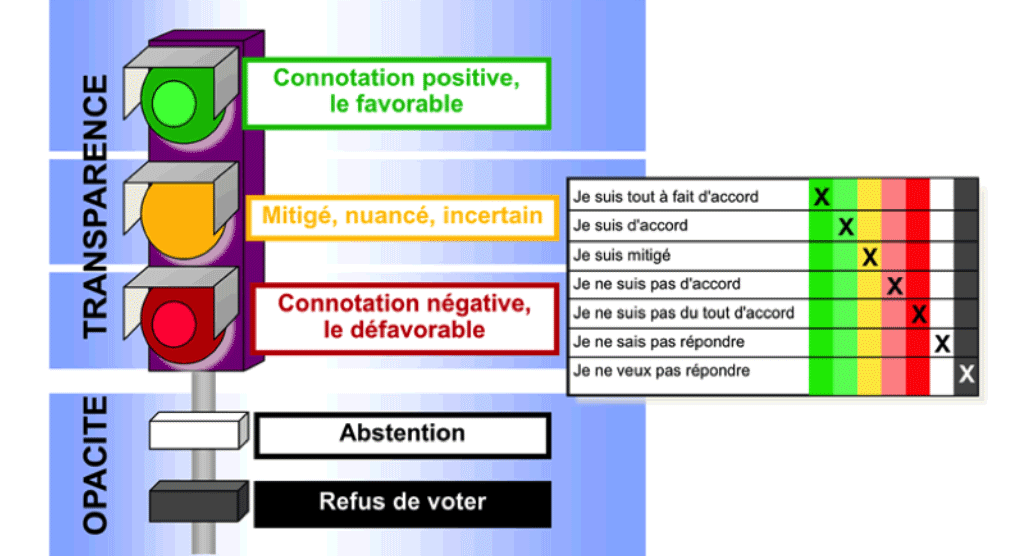 TRANSPARENCE
Connotation positive,
le favorable
Mitigé, nuancé, incertain
Connotation négative,
le défavorable
OPACITE
Abstention
Refus de voter
Je suis tout à fait d'accord X
Je suis d'accord X
Je suis mitigé X
Je ne suis pas d'accord X
Je ne suis pas du tout d'accord X
Je ne sais pas répondre X
Je ne veux pas répondre X